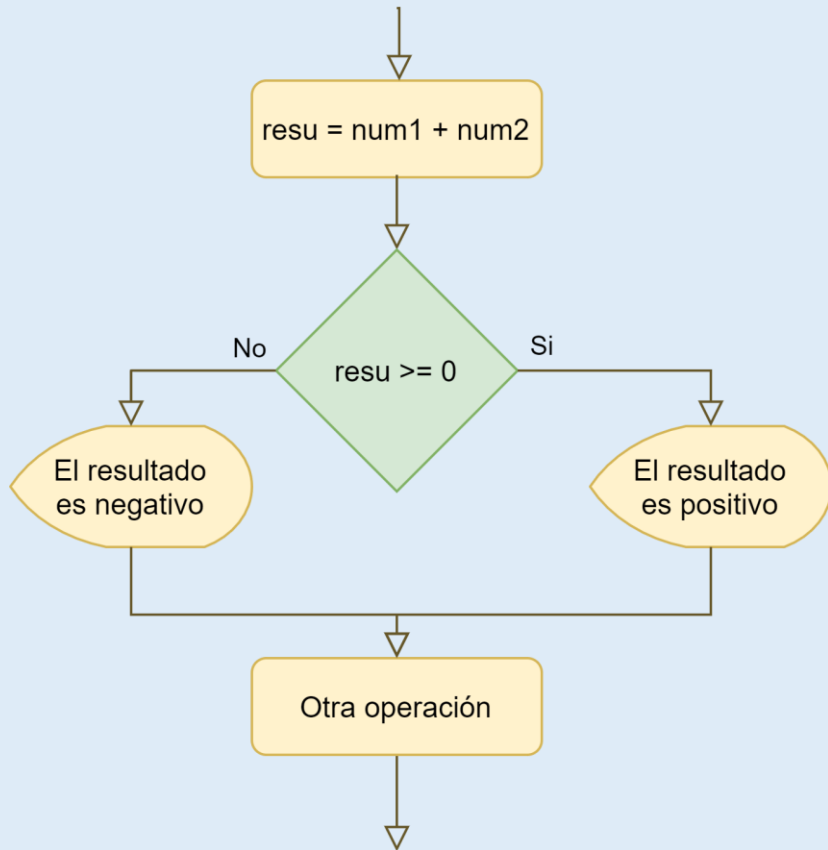 resu = num1 + num2
No
Si
resu >= 0
El resultado
es negativo
El resultado
es positivo
Otra operación